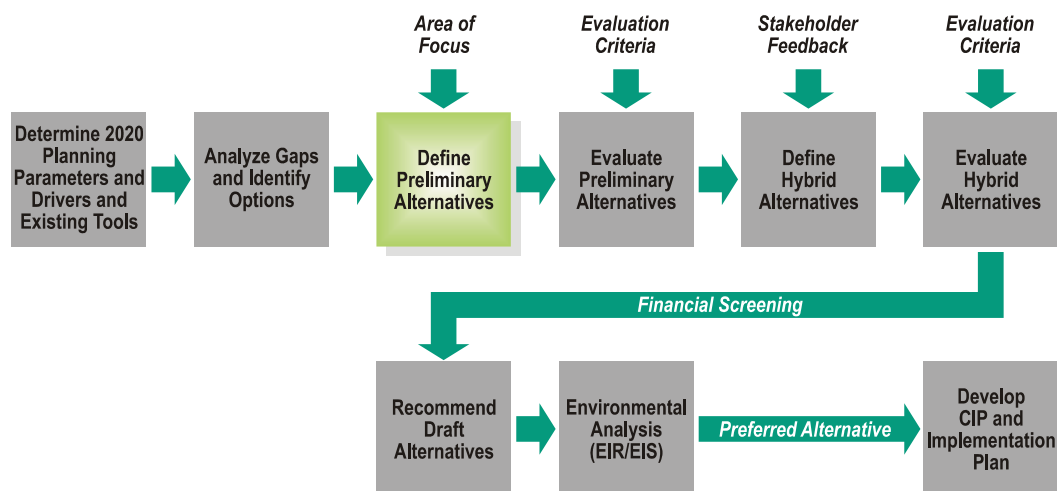 Area of
Focus
Evaluation
Criteria
Stakeholder
Feedback
Evaluation
Criteria
Determine 2020
Planning
Parameters and
Drivers and
Existing Tools
Analyze Gaps
and Identify
Options
Define
Preliminary
Alternatives
Evaluate
Preliminary
Alternatives
Define
Hybrid
Alternatives
Evaluate
Hybrid
Alternatives
Financial Screening
Recommend
Draft
Alternatives
Environmental
Analysis
(EIR/EIS)
Preferred Alternative
Develop
CIP and
Implementation
Plan